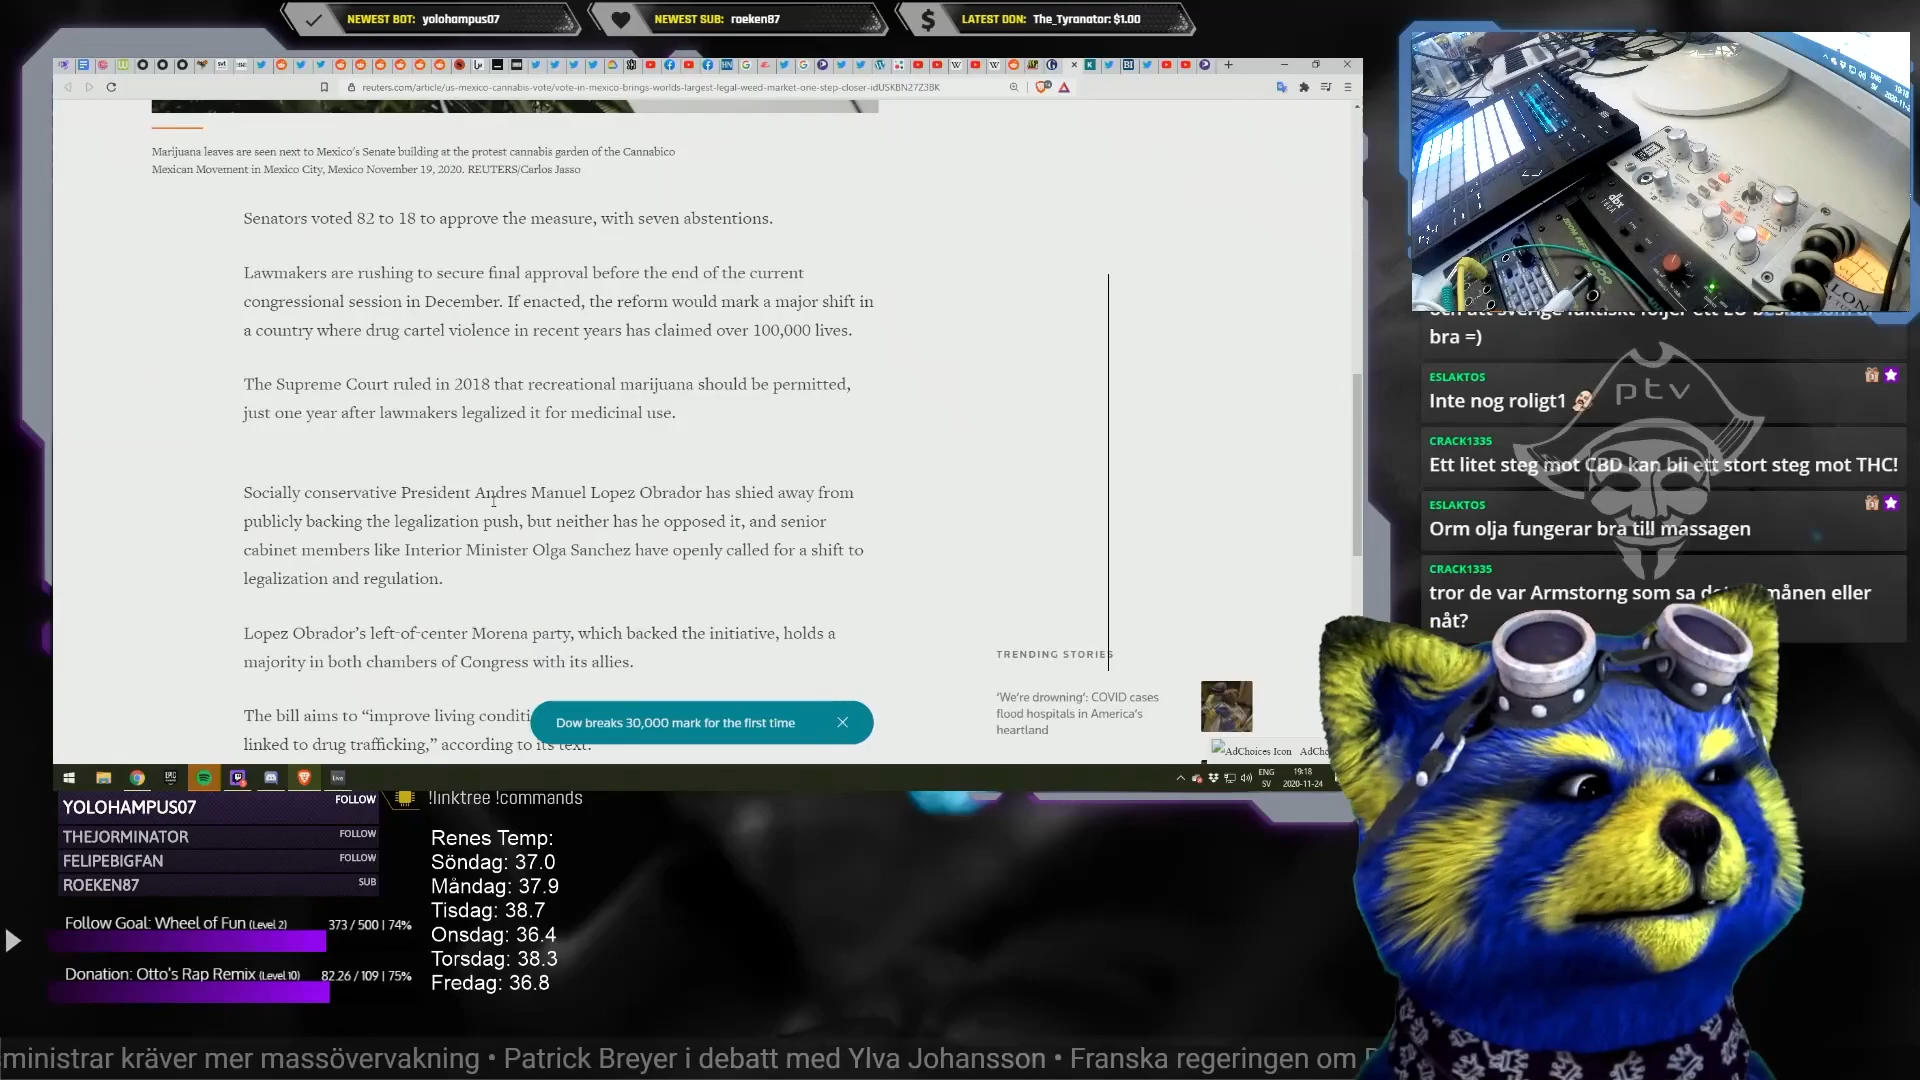 NEWEST BOT: yolohampus07
NEWEST SUB: roeken87
LATEST DON: The_Tyranator: $1.00
reuters.com/article/us-mexico-cannabis-vote/vote-in-mexico-brings-worlds-largest-legal-weed-market-one-step-closer-idUSKBN27Z3BK
Marijuana leaves are seen next to Mexico's Senate building at the protest cannabis garden of the Cannabico
Mexican Movement in Mexico City, Mexico November 19, 2020. REUTERS/Carlos Jasso
Senators voted 82 to 18 to approve the measure, with seven abstentions.
Lawmakers are rushing to secure final approval before the end of the current
congressional session in December. If enacted, the reform would mark a major shift in
a country where drug cartel violence in recent years has claimed over 100,000 lives.
The Supreme Court ruled in 2018 that recreational marijuana should be permitted,
just one year after lawmakers legalized it for medicinal use.
Socially conservative President Andres Manuel Lopez Obrador has shied away from
publicly backing the legalization push, but neither has he opposed it, and senior
cabinet members like Interior Minister Olga Sanchez have openly called for a shift to
legalization and regulation.
Lopez Obrador's left-of-center Morena party, which backed the initiative, holds a
majority in both chambers of Congress with its allies.
The bill aims to “improve living conditi
linked to drug trafficking,” according to its text.
Dow breaks 30,000 mark for the first time
TRENDING STORIES
‘We're drowning’: COVID cases
flood hospitals in America's
heartland
AdChoices Icon AdCho
ENG
SV
19:18
2020-11-24
dbx
bra =)
ESLAKTOS
Inte nog roligt1
ptv
CRACK1335
Ett litet steg mot CBD kan bli ett stort steg mot THC!
ESLAKTOS
Orm olja fungerar bra till massagen
CRACK1335
tror de var Armstorng som sa månen eller
nåt?
YOLOHAMPUS07 FOLLOW
THEJORMINATOR FOLLOW
FELIPEBIGFAN FOLLOW
ROEKEN87 SUB
Follow Goal: Wheel of Fun (Level 2) 373 / 500 | 74%
Donation: Otto's Rap Remix (Level 10) 82.26 / 109 | 75%
!linktree !commands
Renes Temp:
Söndag: 37.0
Måndag: 37.9
Tisdag: 38.7
Onsdag: 36.4
Torsdag: 38.3
Fredag: 36.8
ministrar kräver mer massövervakning • Patrick Breyer i debatt med Ylva Johansson • Franska regeringen om